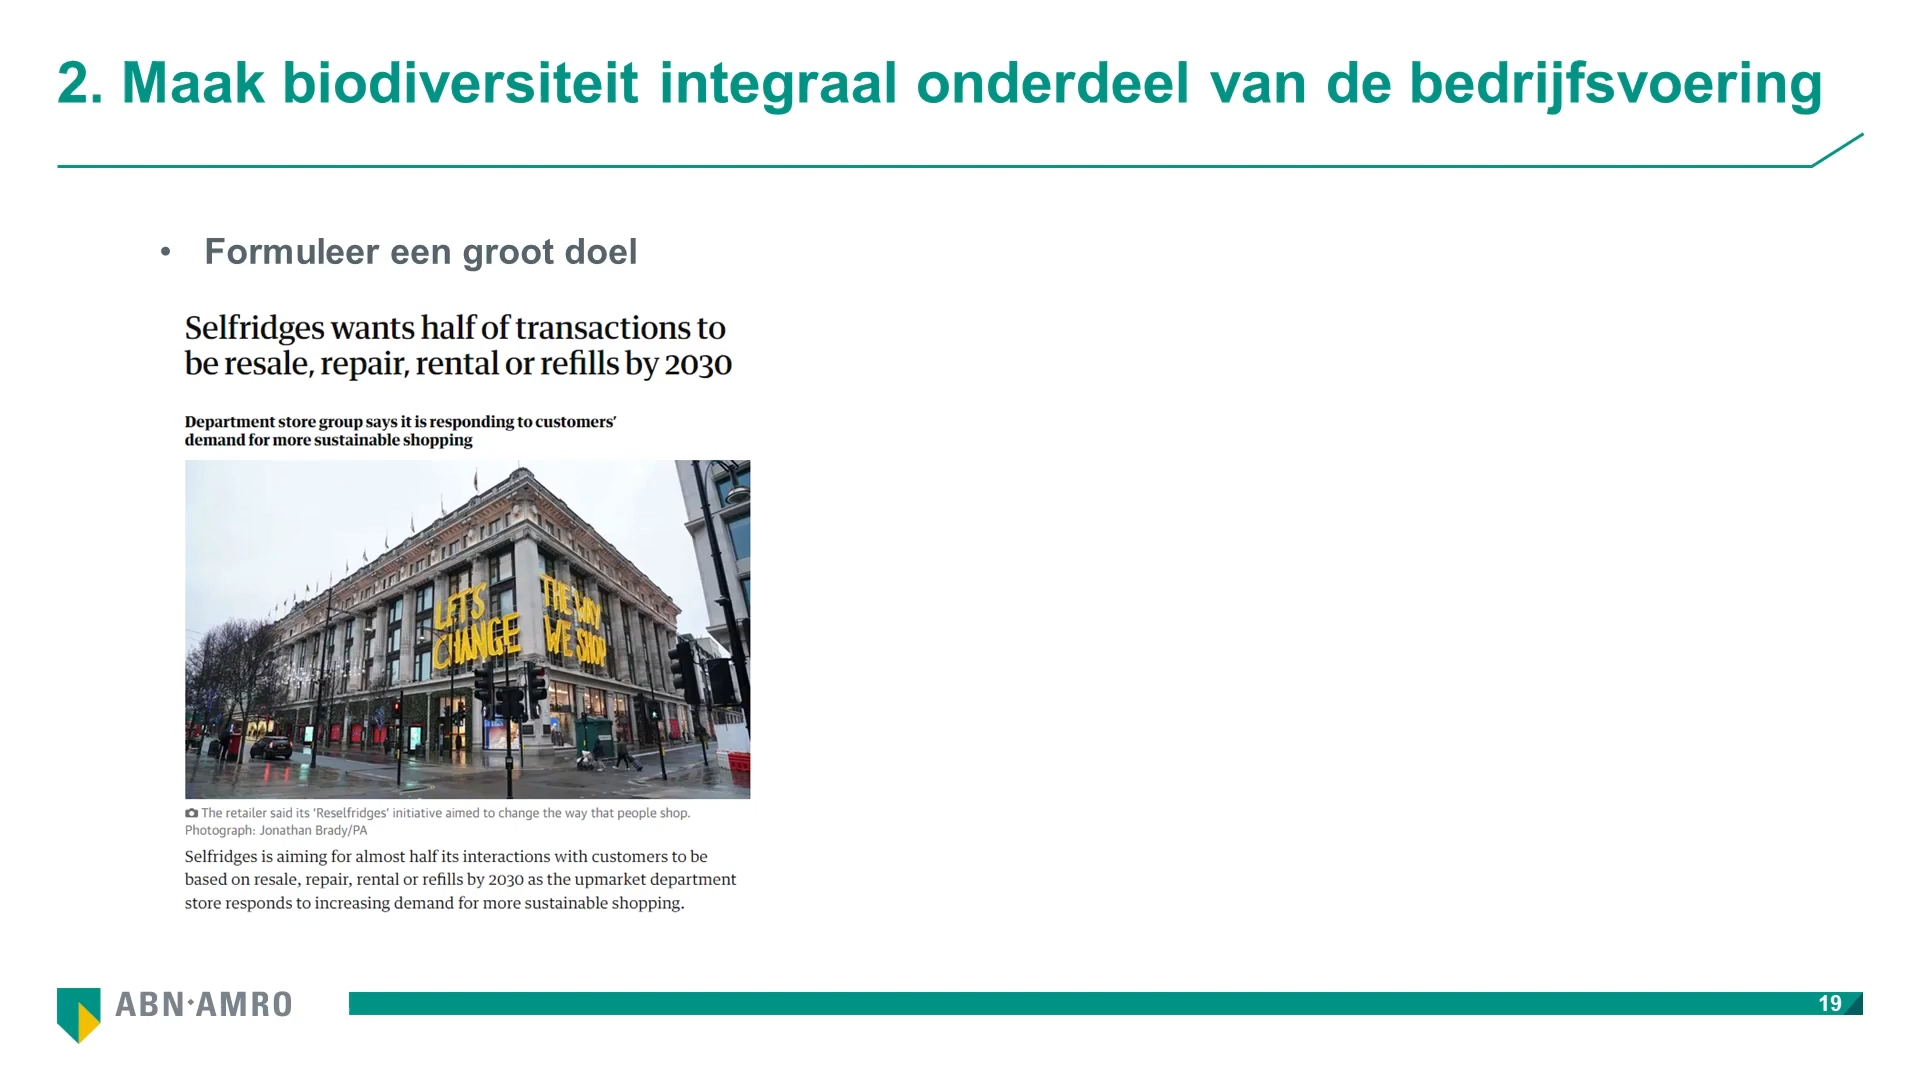 2. Maak biodiversiteit integraal onderdeel van de bedrijfsvoering
• Formuleer een groot doel
Selfridges wants half of transactions to
be resale, repair, rental or refills by 2030
Department store group says it is responding to customers’
demand for more sustainable shopping
LET'S
CHANGE
THE WAY
WE SHOP
The retailer said its ‘Reselfridges’ initiative aimed to change the way that people shop.
Photograph: Jonathan Brady/PA
Selfridges is aiming for almost half its interactions with customers to be
based on resale, repair, rental or refills by 2030 as the upmarket department
store responds to increasing demand for more sustainable shopping.
ABN·AMRO
19